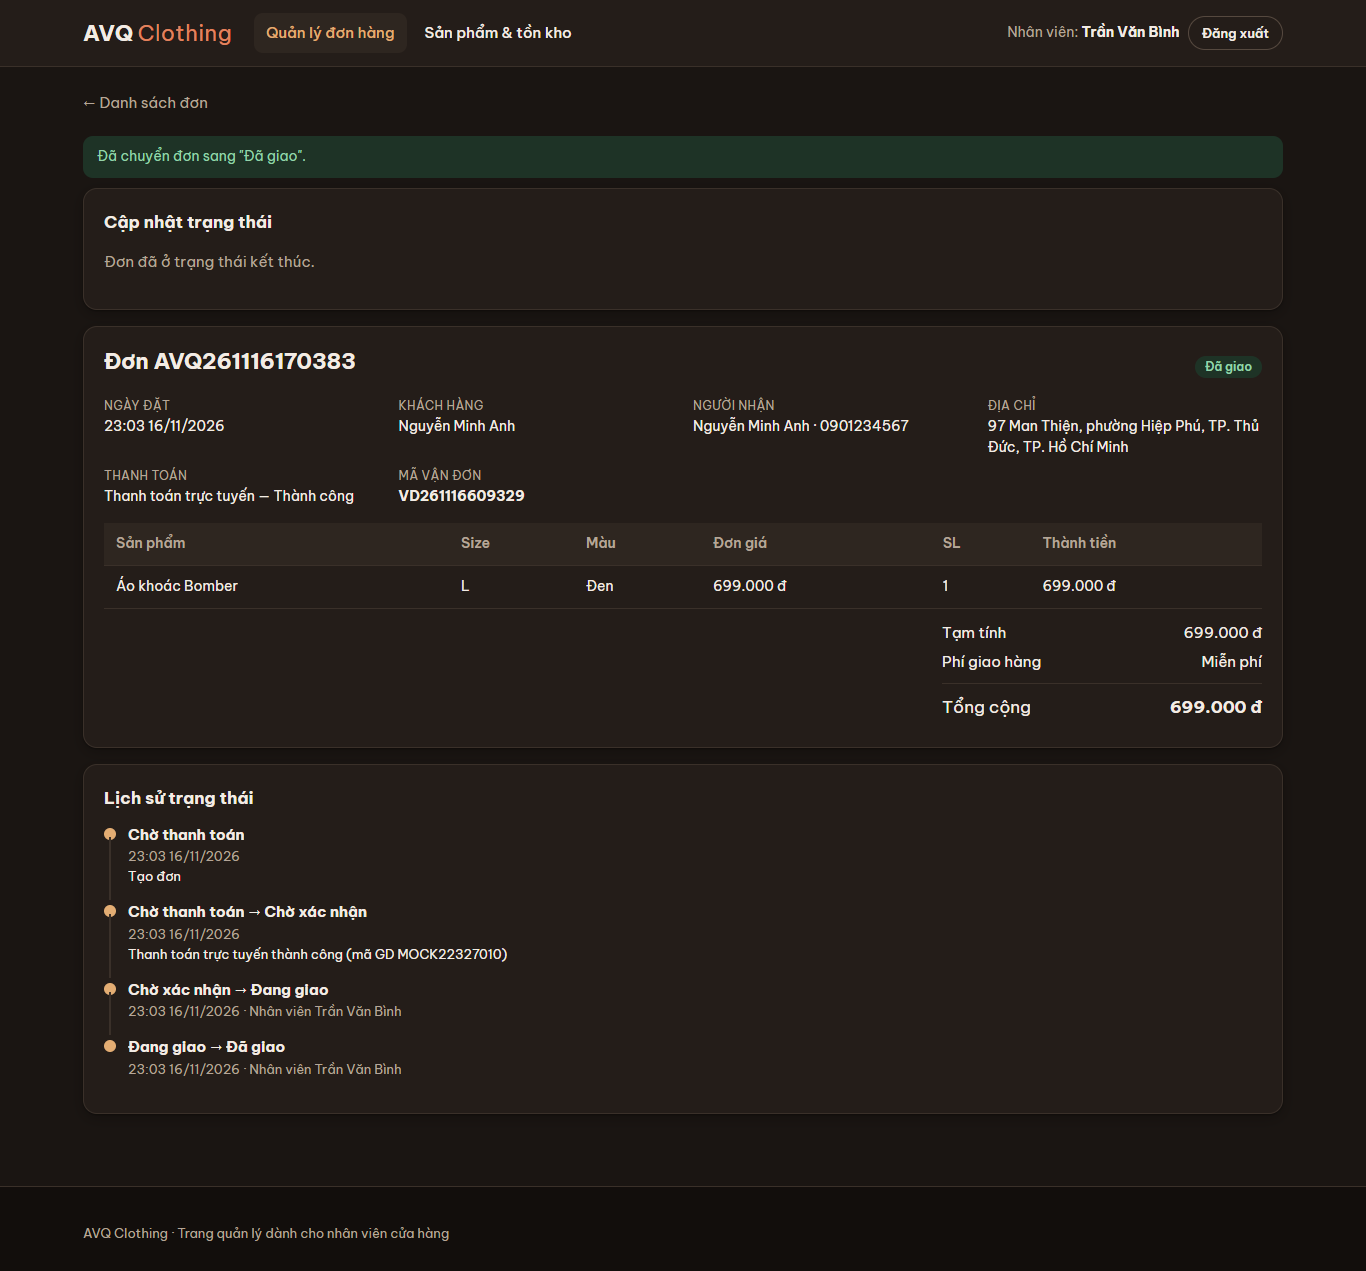 AVQ Clothing
Quản lý đơn hàng
Sản phẩm & tồn kho
Nhân viên: Trần Văn Bình
Đăng xuất
← Danh sách đơn
Đã chuyển đơn sang "Đã giao".
Cập nhật trạng thái
Đơn đã ở trạng thái kết thúc.
Đơn AVQ261116170383
Đã giao
NGÀY ĐẶT
23:03 16/11/2026
KHÁCH HÀNG
Nguyễn Minh Anh
NGƯỜI NHẬN
Nguyễn Minh Anh · 0901234567
ĐỊA CHỈ
97 Man Thiện, phường Hiệp Phú, TP. Thủ
Đức, TP. Hồ Chí Minh
THANH TOÁN
Thanh toán trực tuyến — Thành công
MÃ VẬN ĐƠN
VD261116609329
Sản phẩm Size Màu Đơn giá SL Thành tiền
Áo khoác Bomber L Đen 699.000 đ 1 699.000 đ
Tạm tính 699.000 đ
Phí giao hàng Miễn phí
Tổng cộng 699.000 đ
Lịch sử trạng thái
Chờ thanh toán
23:03 16/11/2026
Tạo đơn
Chờ thanh toán → Chờ xác nhận
23:03 16/11/2026
Thanh toán trực tuyến thành công (mã GD MOCK22327010)
Chờ xác nhận → Đang giao
23:03 16/11/2026 · Nhân viên Trần Văn Bình
Đang giao → Đã giao
23:03 16/11/2026 · Nhân viên Trần Văn Bình
AVQ Clothing · Trang quản lý dành cho nhân viên cửa hàng